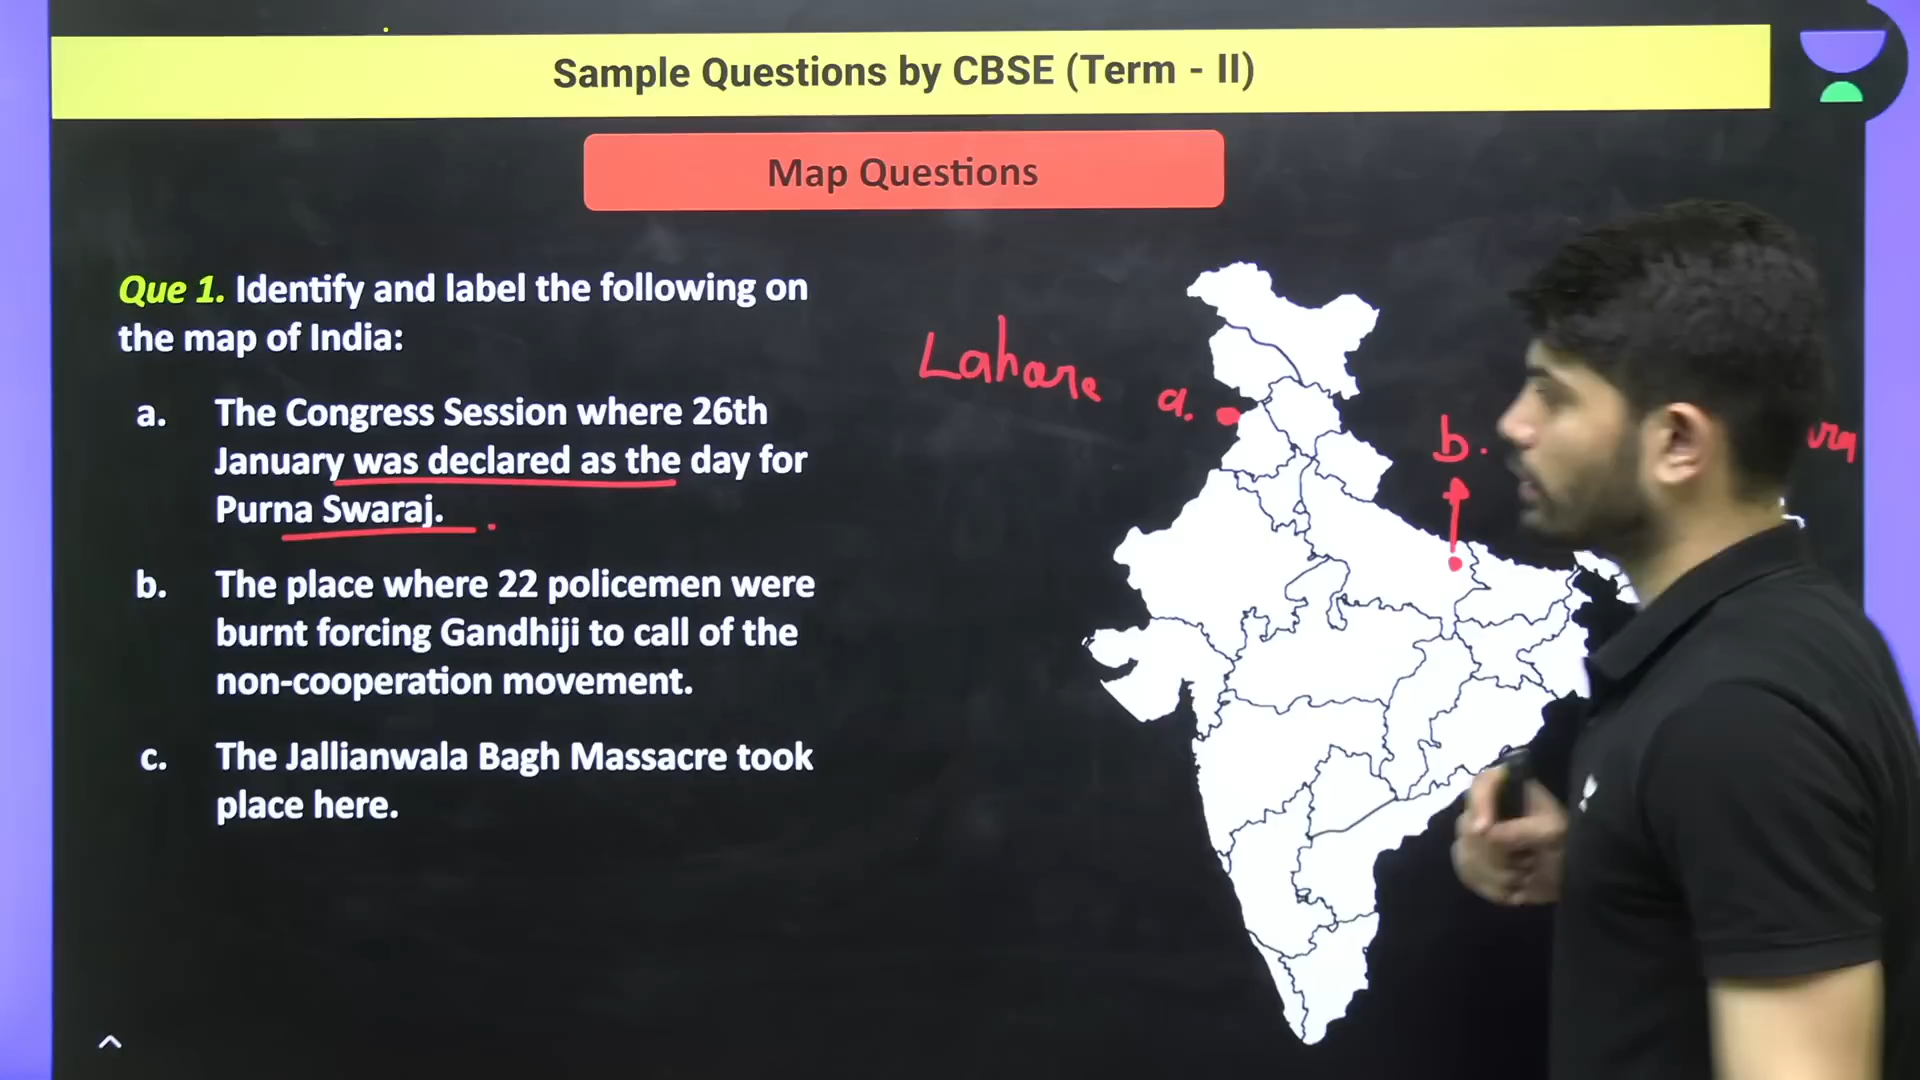 Sample Questions by CBSE (Term - II)
Map Questions
Que 1. Identify and label the following on
the map of India:
a. The Congress Session where 26th
January was declared as the day for
Purna Swaraj.
b. The place where 22 policemen were
burnt forcing Gandhiji to call of the
non-cooperation movement.
c. The Jallianwala Bagh Massacre took
place here.
Lahore a.
b.